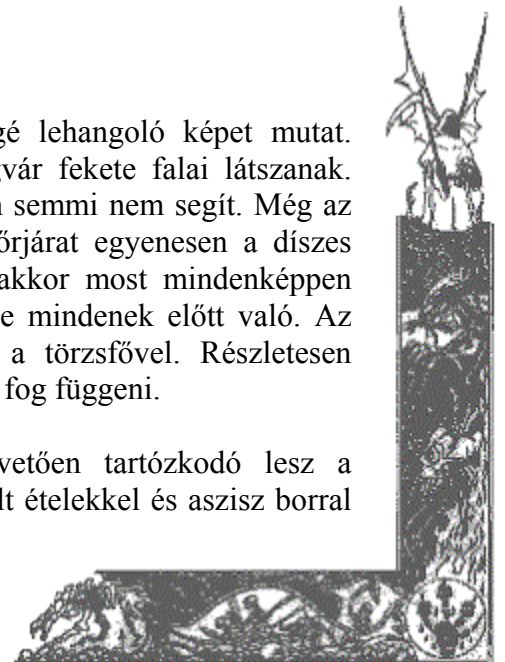 gé lehangoló képet mutat.
vár fekete falai látszanak.
semmi nem segít. Még az
őrjárat egyenesen a díszes
akkor most mindenképpen
e mindenek előtt való. Az
a törzsfővel. Részletesen
fog függeni.
vetően tartózkodó lesz a
lt ételekkel és aszisz borral